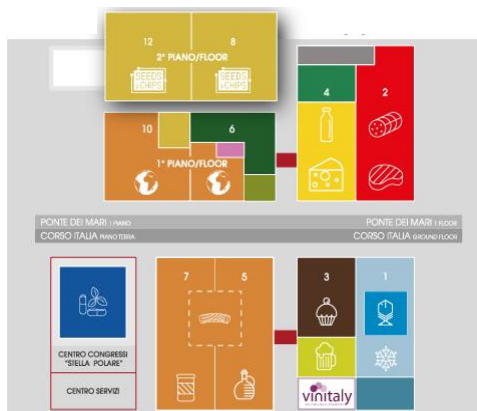 12 8
2° PIANO/FLOOR
SEEDS &CHIPS SEEDS &CHIPS
4 2
10 6
1° PIANO/FLOOR
PONTE DEI MARI I PIANO PONTE DEI MARI I FLOOR
CORSO ITALIA PIANO TERRA CORSO ITALIA GROUND FLOOR
7 5 3 1
CENTRO CONGRESSI
"STELLA POLARE"
CENTRO SERVIZI
vinitaly